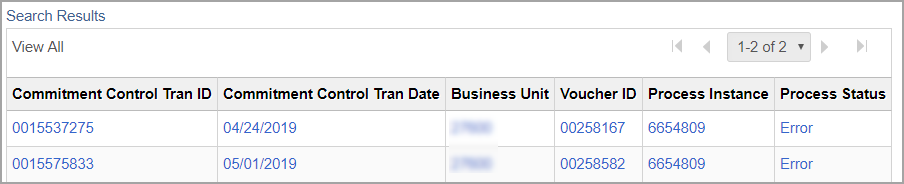 Search Results
View All 1-2 of 2
Commitment Control Tran ID Commitment Control Tran Date Business Unit Voucher ID Process Instance Process Status
0015537275 04/24/2019 00258167 6654809 Error
0015575833 05/01/2019 00258582 6654809 Error